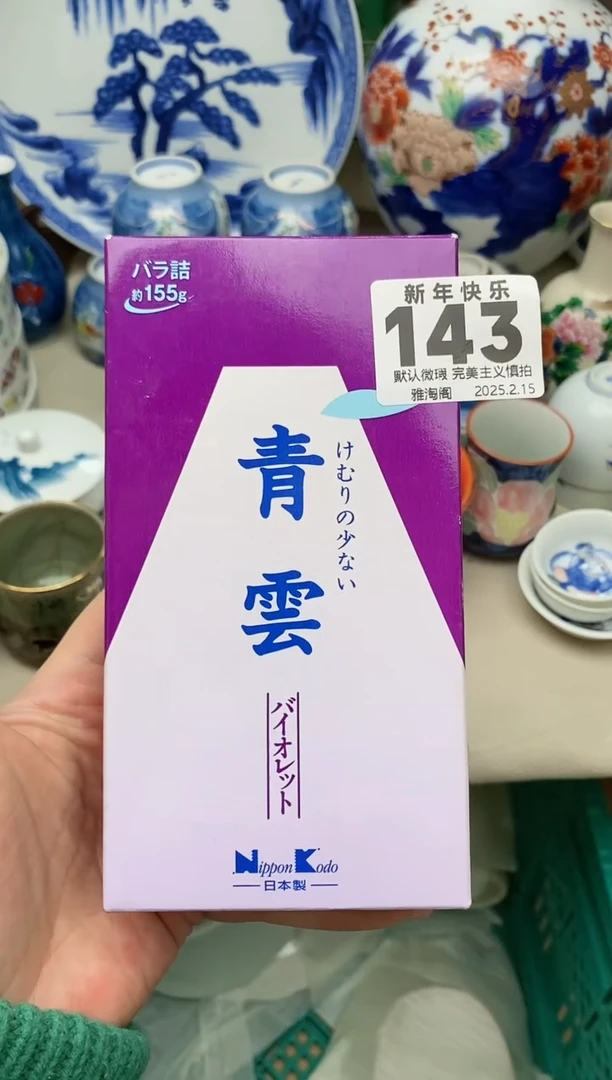 バラ詰
約155g
新年快乐
143
默认微瑕 完美主义慎拍
雅淘阁 2025.2.15
青雲
けむりの少ない
バイオレット
Nippon Kodo
日本製